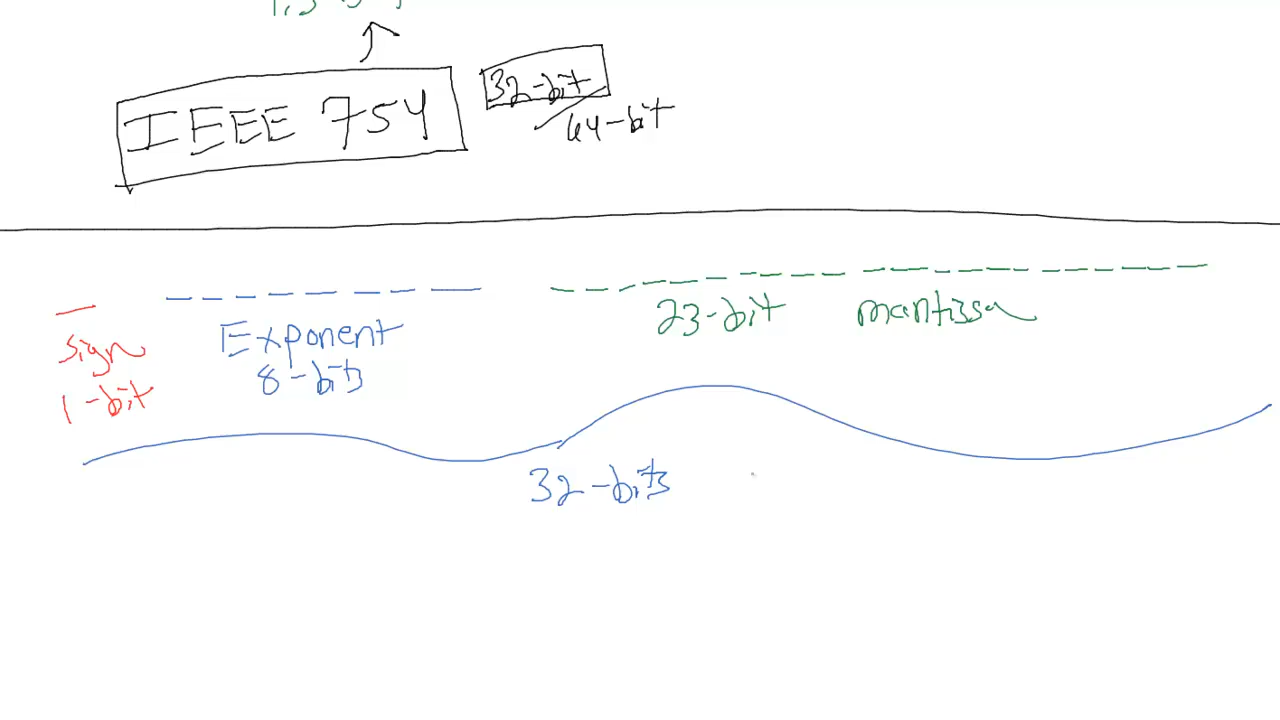 IEEE 754
32-bit
64-bit
sign
1-bit
Exponent
8-bits
23-bit mantissa
32-bits